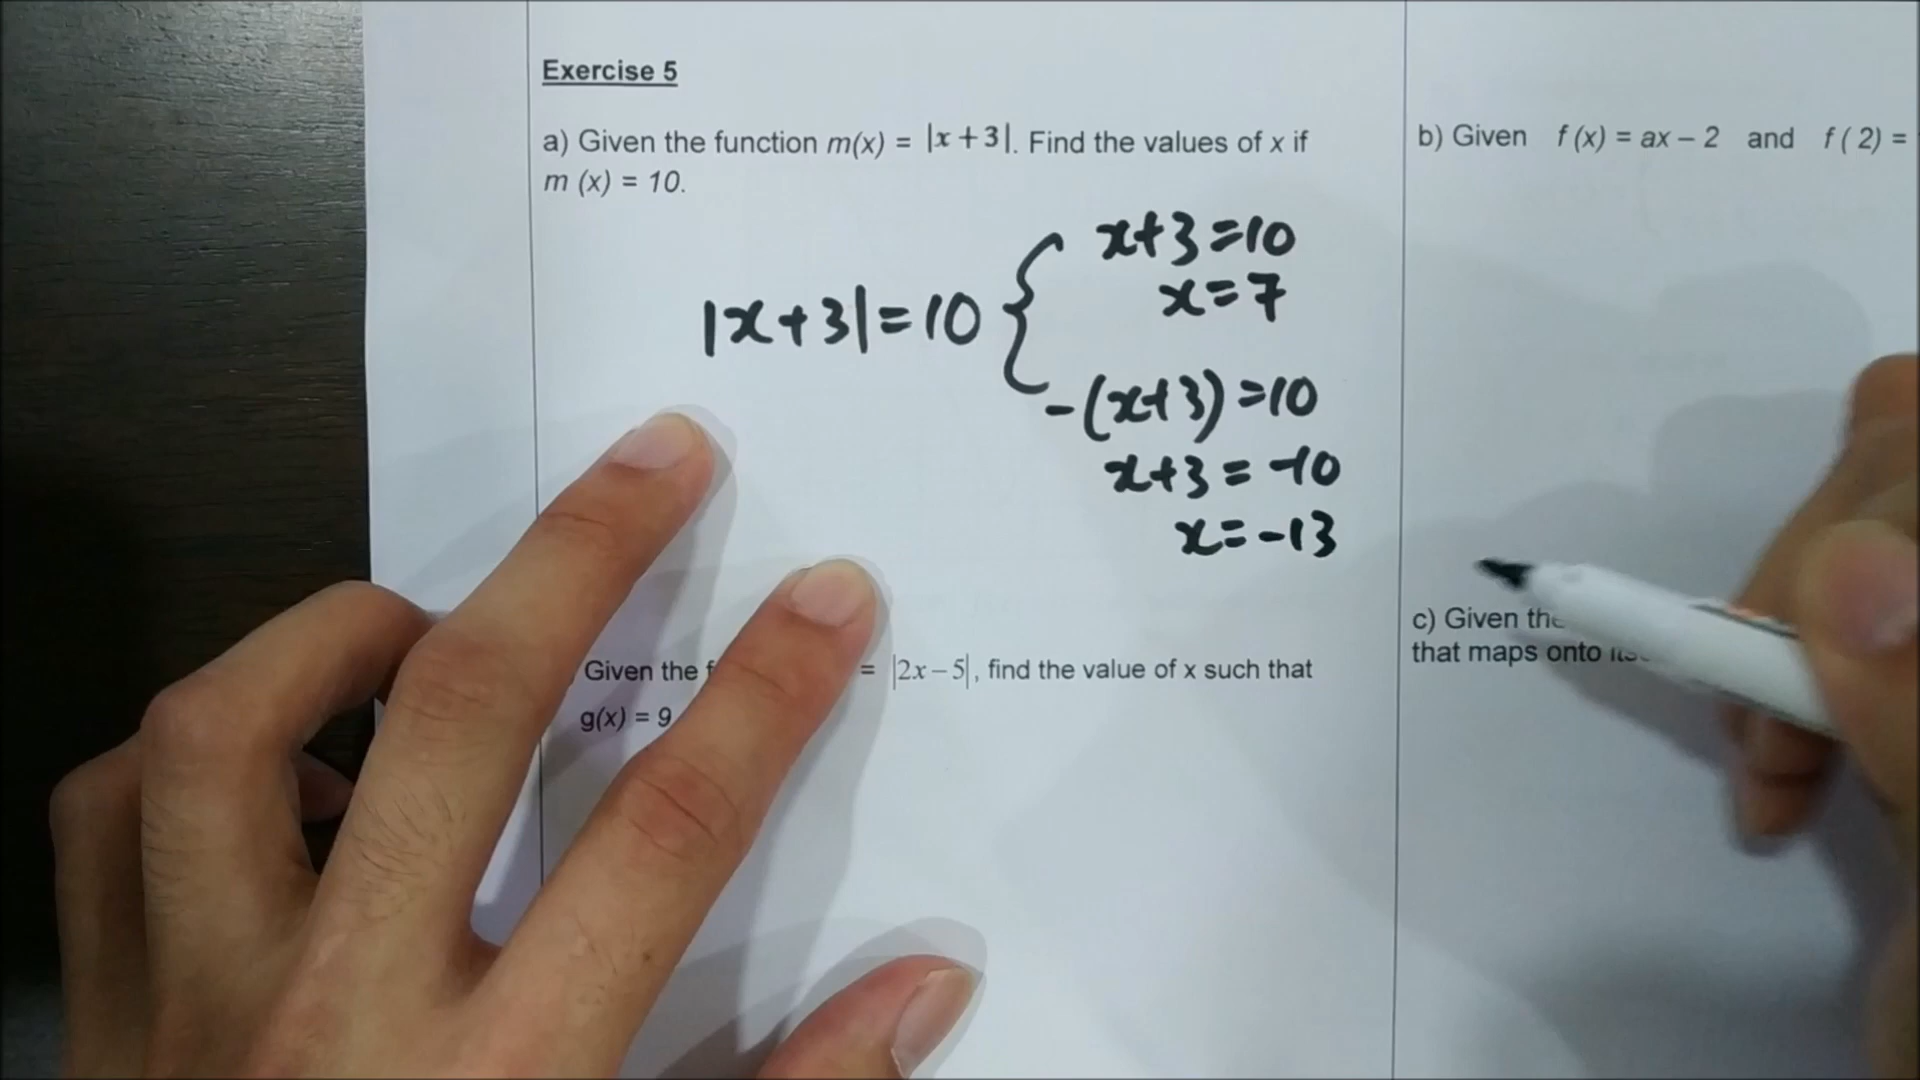 Exercise 5
a) Given the function m(x) = |x + 3|. Find the values of x if
m (x) = 10.
|x+3|=10
x+3=10
x=7
-(x+3)=10
x+3=-10
x=-13
Given the = |2x – 5|, find the value of x such that
g(x) = 9
b) Given f (x) = ax – 2 and f ( 2) =
c) Given
that maps onto